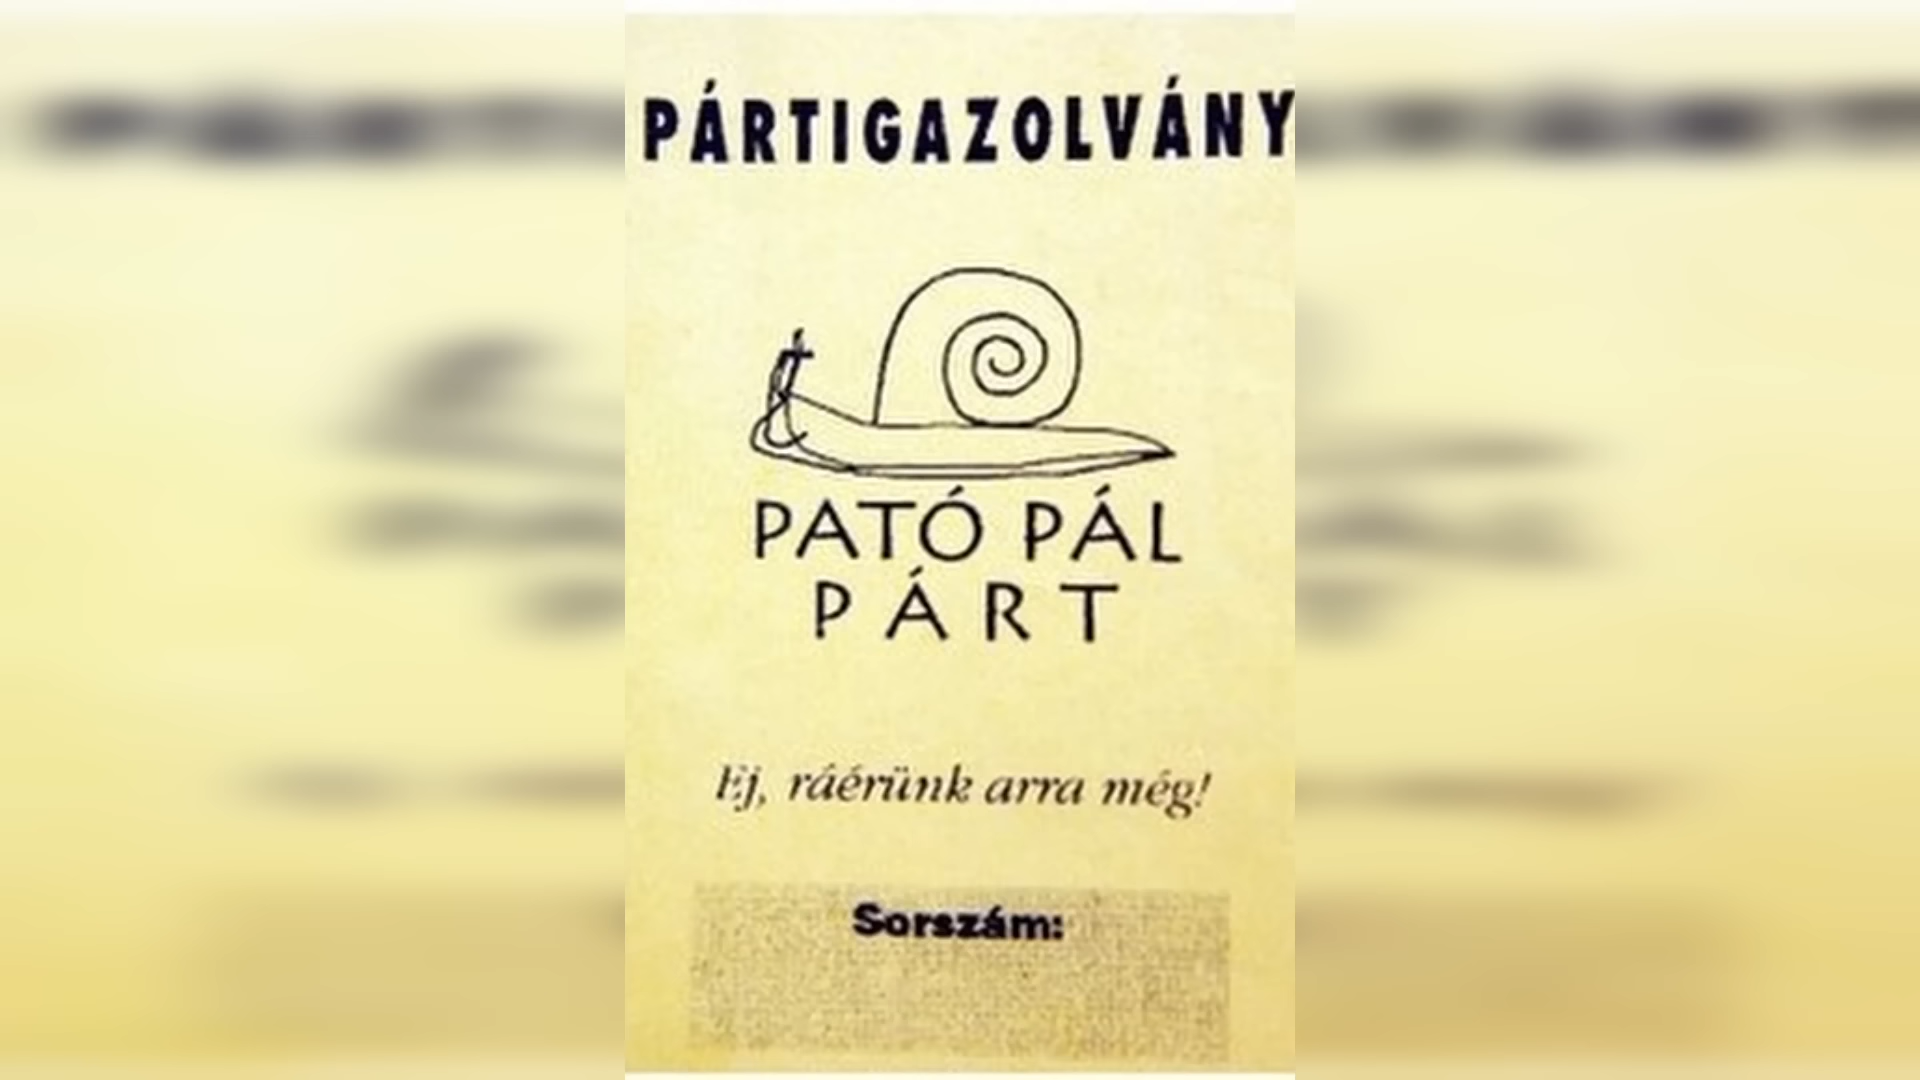 PÁRTIGAZOLVÁNY
PATÓ PÁL
PÁRT
Ej, ráérünk arra még!
Sorszám: